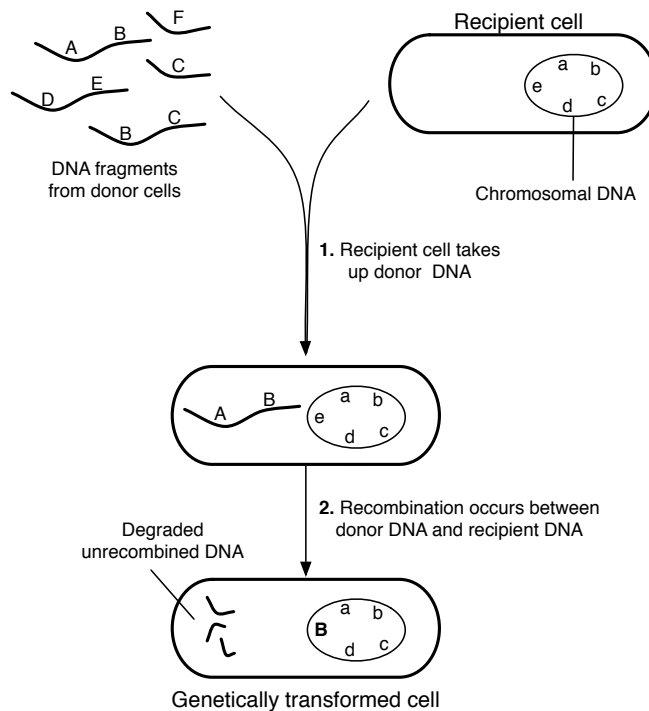 F
A B
C
D E
B C
DNA fragments
from donor cells
Recipient cell
a b
e
d c
Chromosomal DNA
1. Recipient cell takes
up donor DNA
A B
a b
e
d c
2. Recombination occurs between
donor DNA and recipient DNA
Degraded
unrecombined DNA
a b
B
d c
Genetically transformed cell